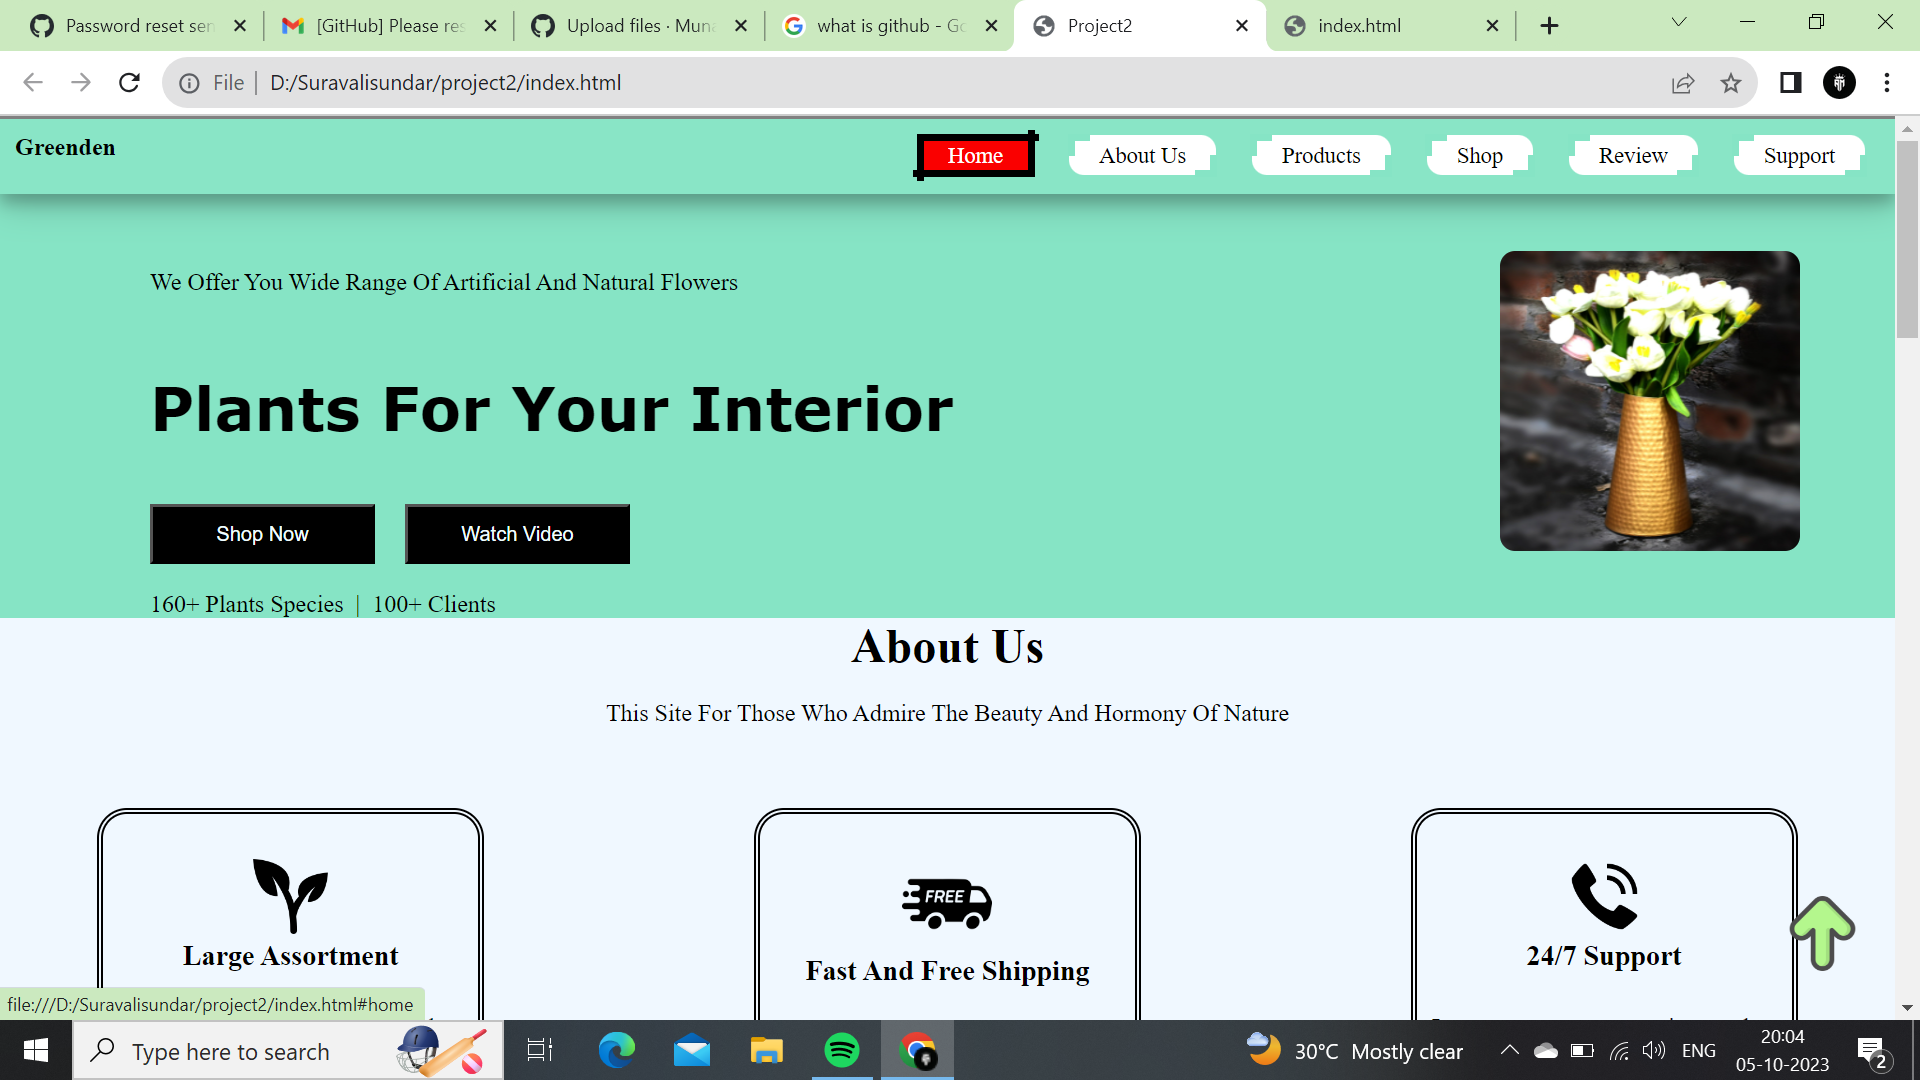 Password reset sen
[GitHub] Please res
Upload files · Muna
what is github - Go
Project2
index.html
File | D:/Suravalisundar/project2/index.html
Greenden
Home
About Us
Products
Shop
Review
Support
We Offer You Wide Range Of Artificial And Natural Flowers
Plants For Your Interior
Shop Now
Watch Video
160+ Plants Species | 100+ Clients
About Us
This Site For Those Who Admire The Beauty And Hormony Of Nature
FREE
Large Assortment
Fast And Free Shipping
24/7 Support
file:///D:/Suravalisundar/project2/index.html#home
Type here to search
30°C Mostly clear
ENG
20:04
05-10-2023
2